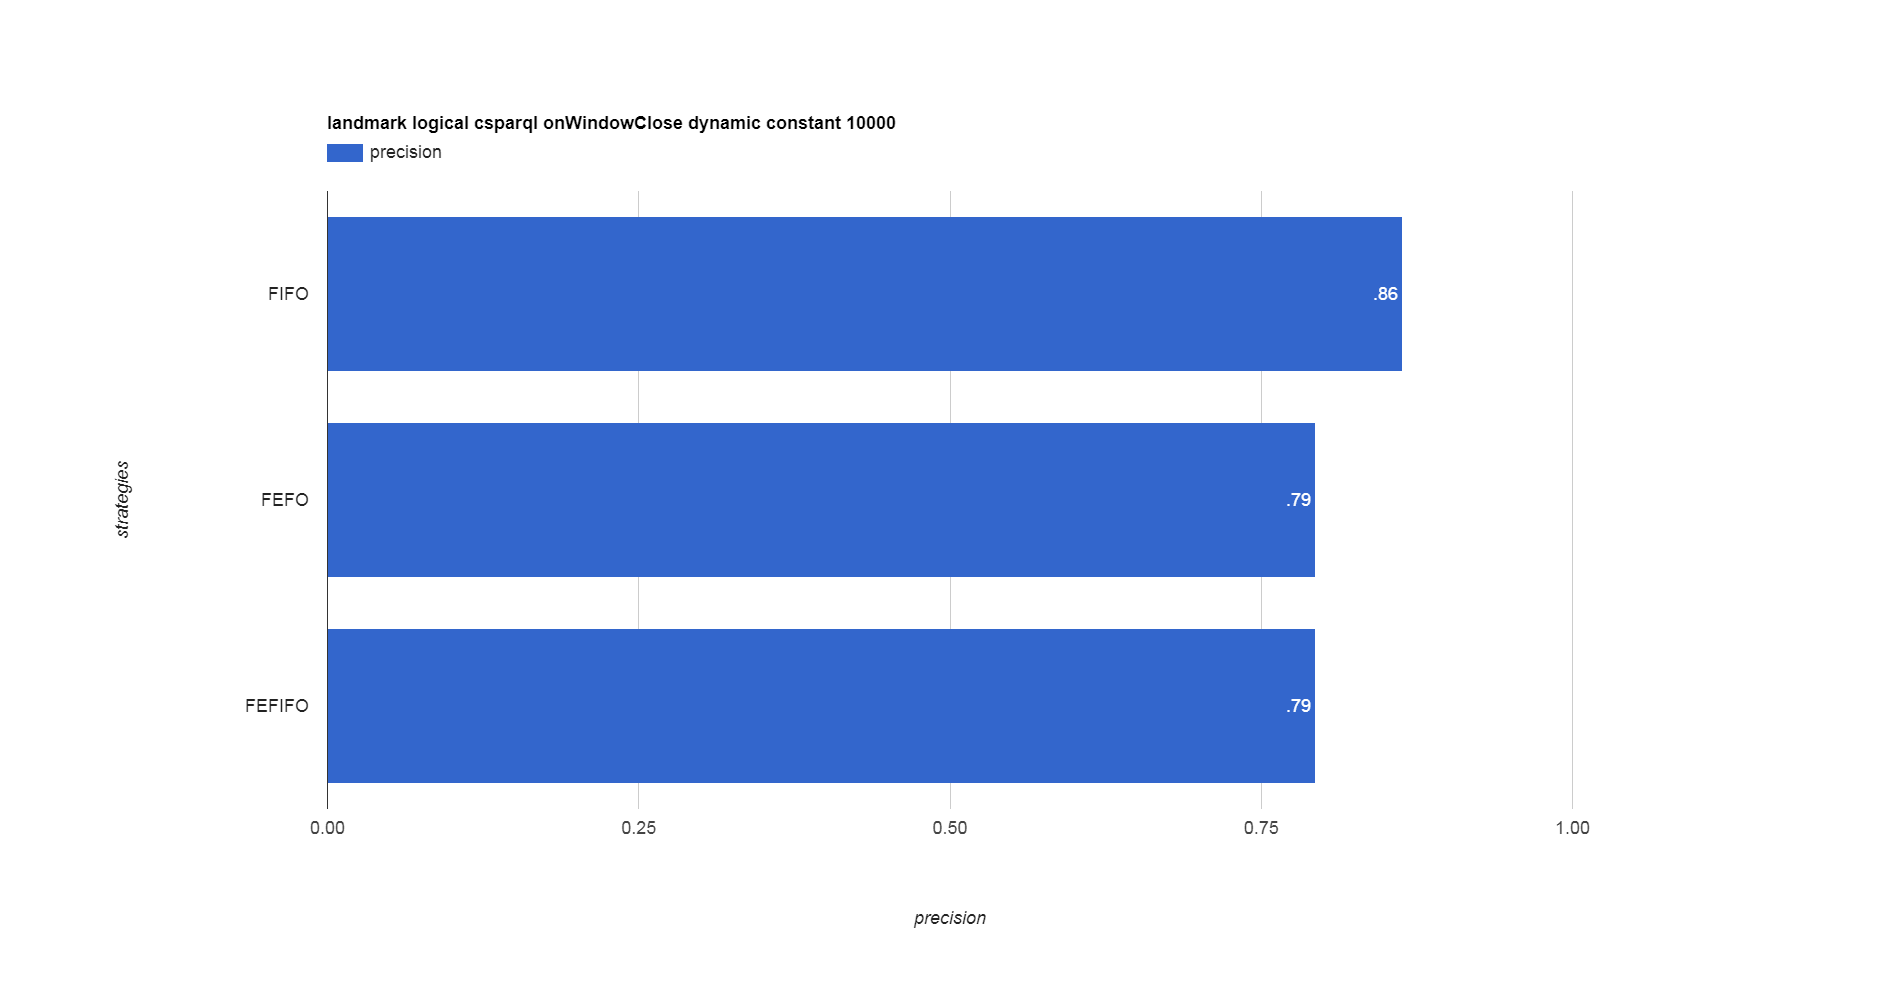 landmark logical csparql onWindowClose dynamic constant 10000
precision
FIFO
.86
FEFO
.79
FEFIFO
.79
strategies
0.00 0.25 0.50 0.75 1.00
precision